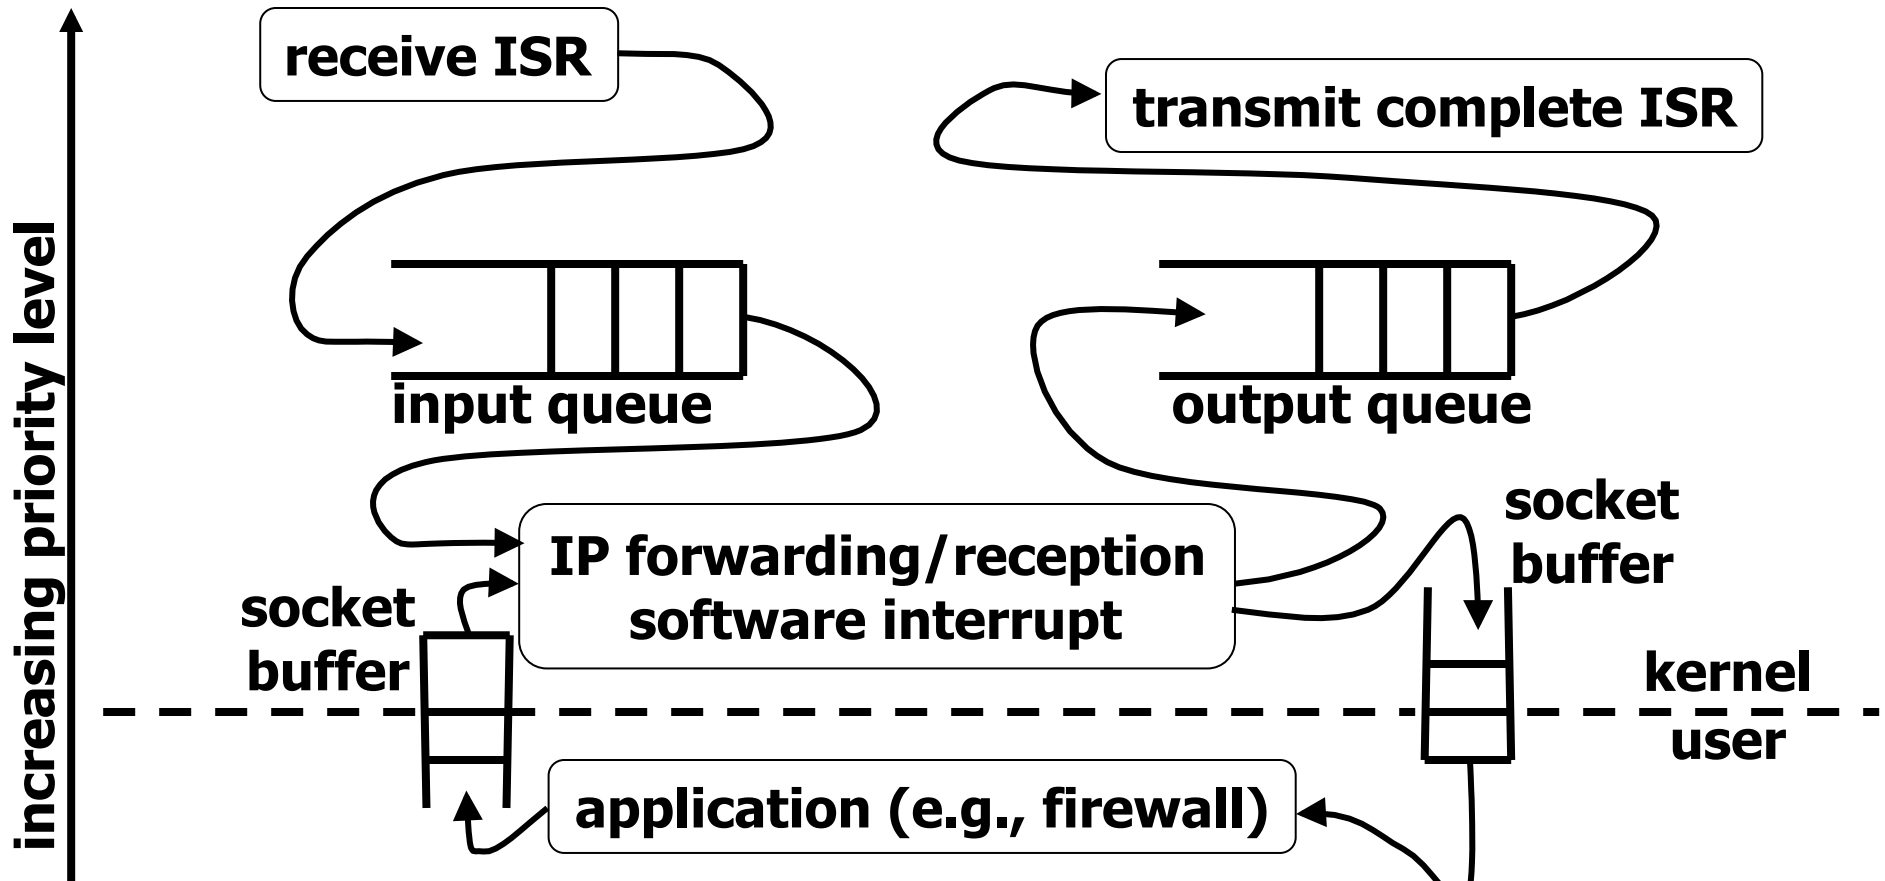 receive ISR
transmit complete ISR
increasing priority level
input queue
output queue
socket
buffer
IP forwarding/reception
software interrupt
socket
buffer
kernel
user
application (e.g., firewall)